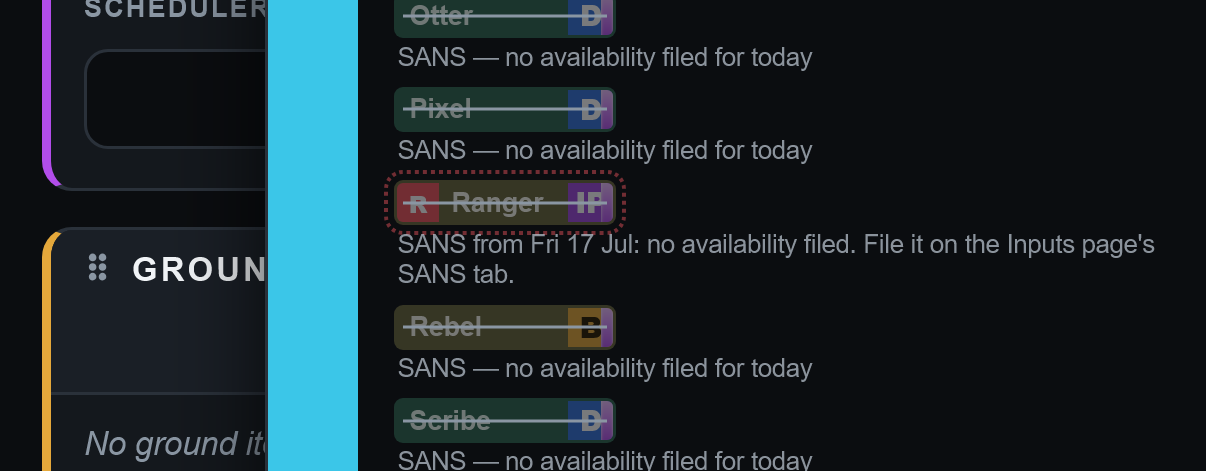 SCHEDULER
Otter D
SANS — no availability filed for today
Pixel D
SANS — no availability filed for today
R Ranger IP
SANS from Fri 17 Jul: no availability filed. File it on the Inputs page's
SANS tab.
GROUN
Rebel B
SANS — no availability filed for today
Scribe D
No ground ite
SANS — no availability filed for today